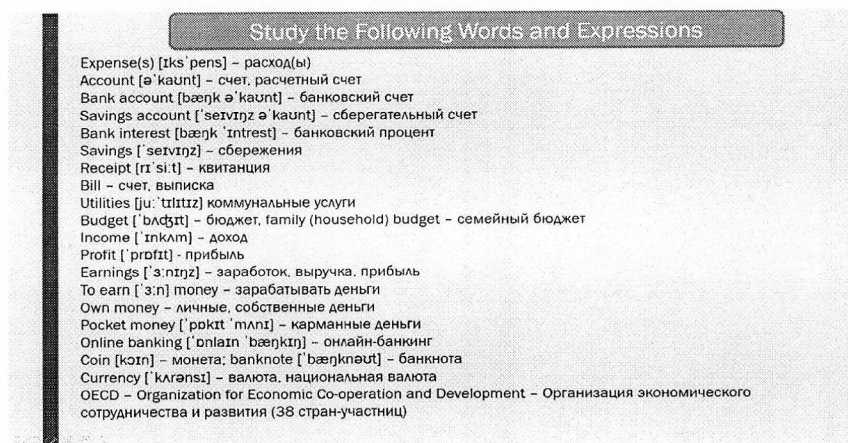 Study the Following Words and Expressions
Expense(s) [ɪksˈpens] – расход(ы)
Account [əˈkaʊnt] – счет, расчетный счет
Bank account [bæŋk əˈkaʊnt] – банковский счет
Savings account [ˈseɪvɪŋz əˈkaʊnt] – сберегательный счет
Bank interest [bæŋk ˈɪntrest] – банковский процент
Savings [ˈseɪvɪŋz] – сбережения
Receipt [rɪˈsiːt] – квитанция
Bill – счет, выписка
Utilities [juːˈtɪlɪtɪz] коммунальные услуги
Budget [ˈbʌdʒɪt] – бюджет, family (household) budget – семейный бюджет
Income [ˈɪnkʌm] – доход
Profit [ˈprɒfɪt] - прибыль
Earnings [ˈɜːnɪŋz] – заработок, выручка, прибыль
To earn [ˈɜːn] money – зарабатывать деньги
Own money – личные, собственные деньги
Pocket money [ˈpɒkɪt ˈmʌnɪ] – карманные деньги
Online banking [ˈɒnlaɪn ˈbæŋkɪŋ] – онлайн-банкинг
Coin [kɔɪn] – монета; banknote [ˈbæŋknəʊt] – банкнота
Currency [ˈkʌrənsɪ] – валюта, национальная валюта
OECD – Organization for Economic Co-operation and Development – Организация экономического
сотрудничества и развития (38 стран-участниц)